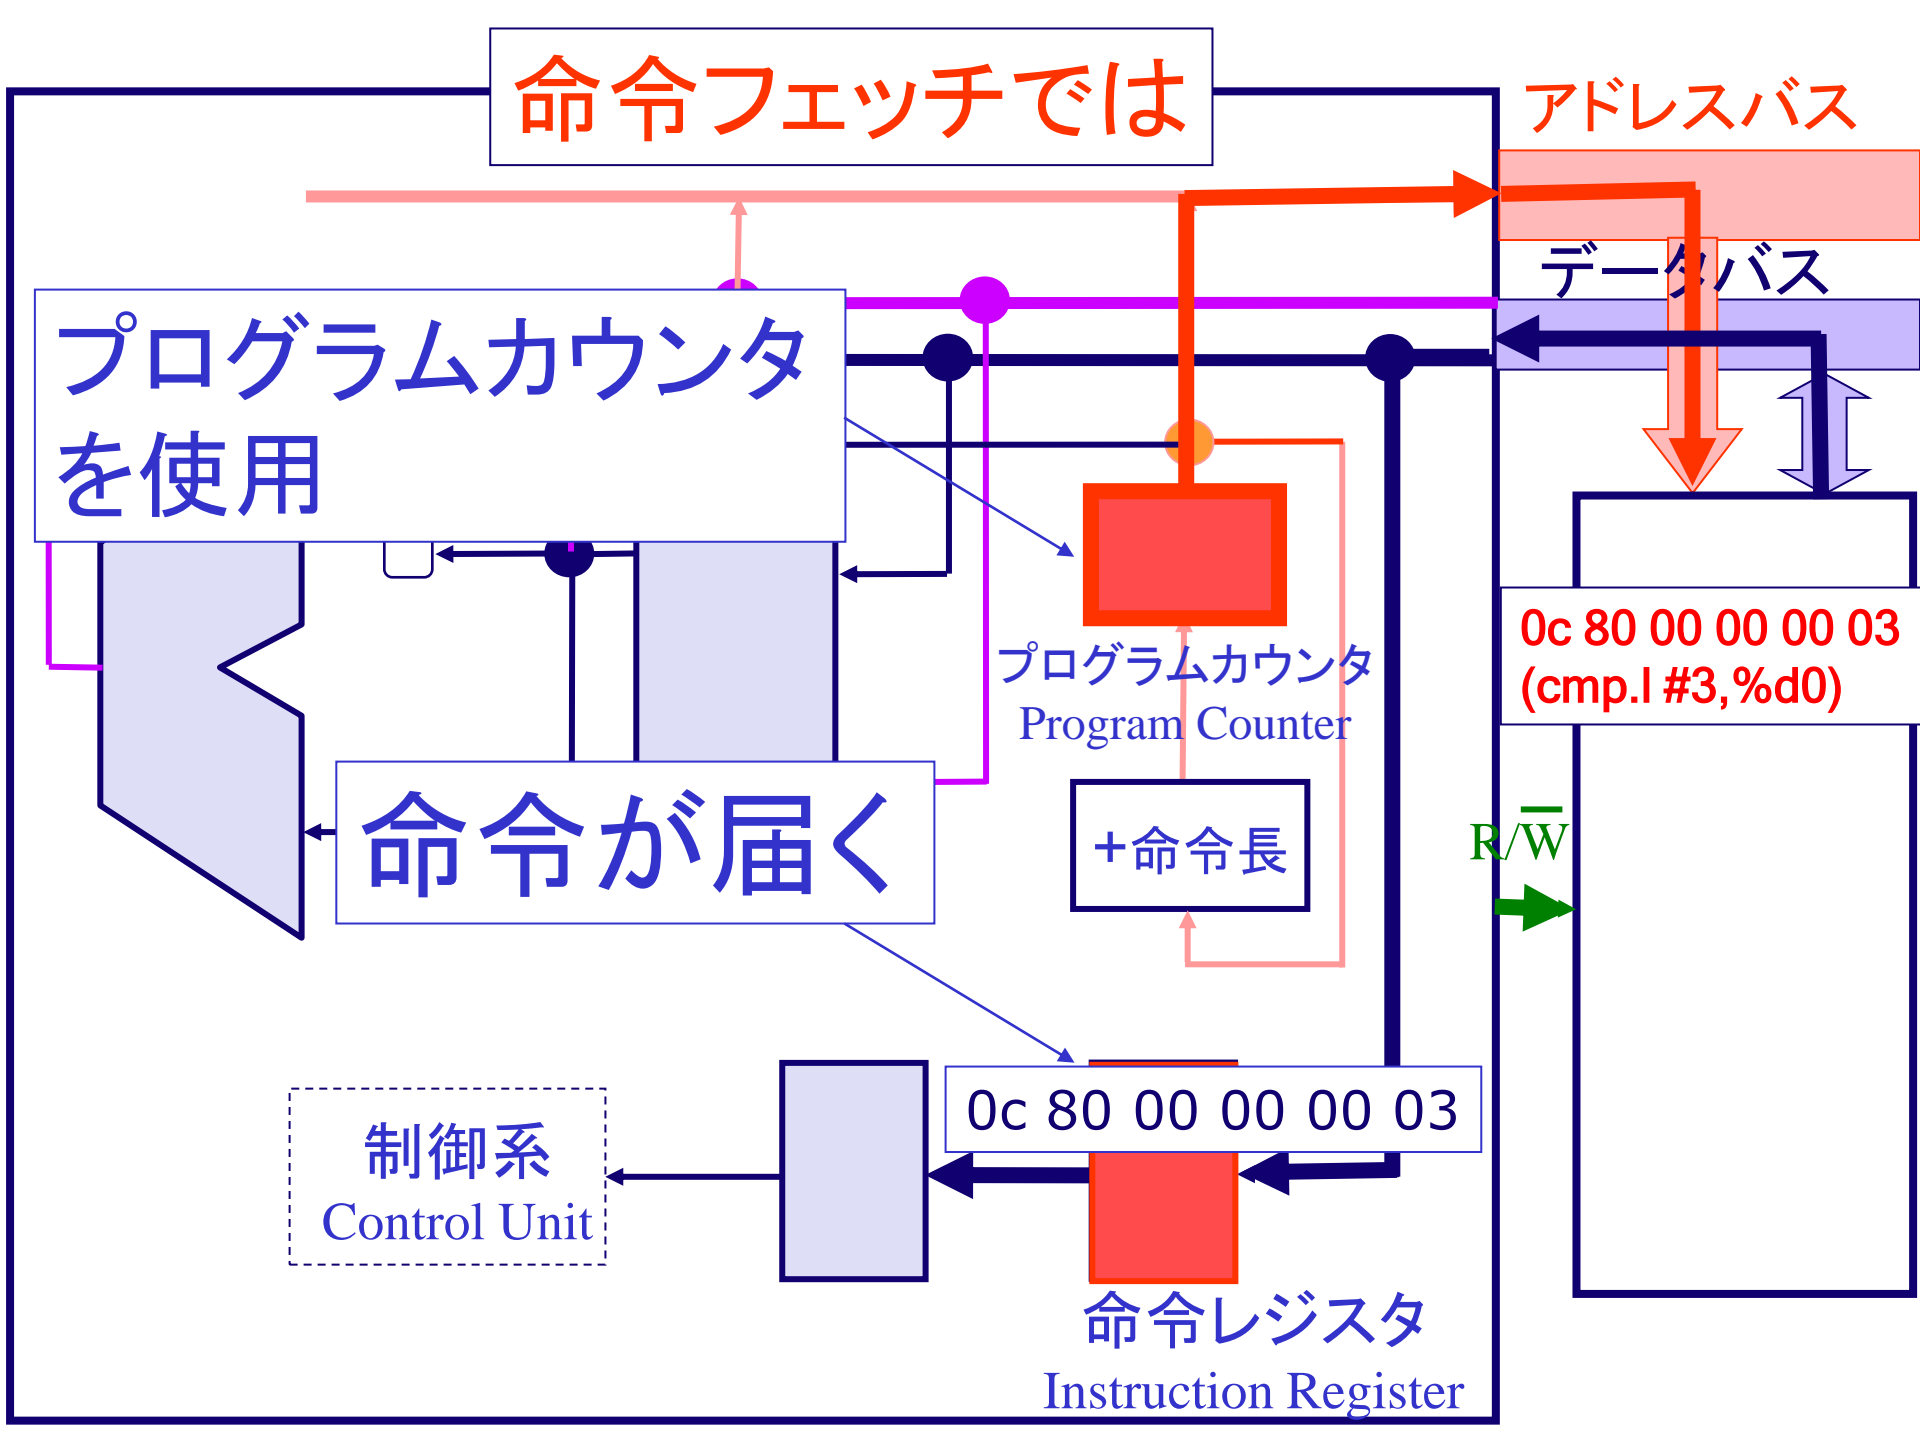 命令フェッチでは
アドレスバス
データバス
プログラムカウンタ
を使用
0c 80 00 00 00 03
(cmp.l #3,%d0)
プログラムカウンタ
Program Counter
命令が届く
+命令長
R/W̅
0c 80 00 00 00 03
制御系
Control Unit
命令レジスタ
Instruction Register